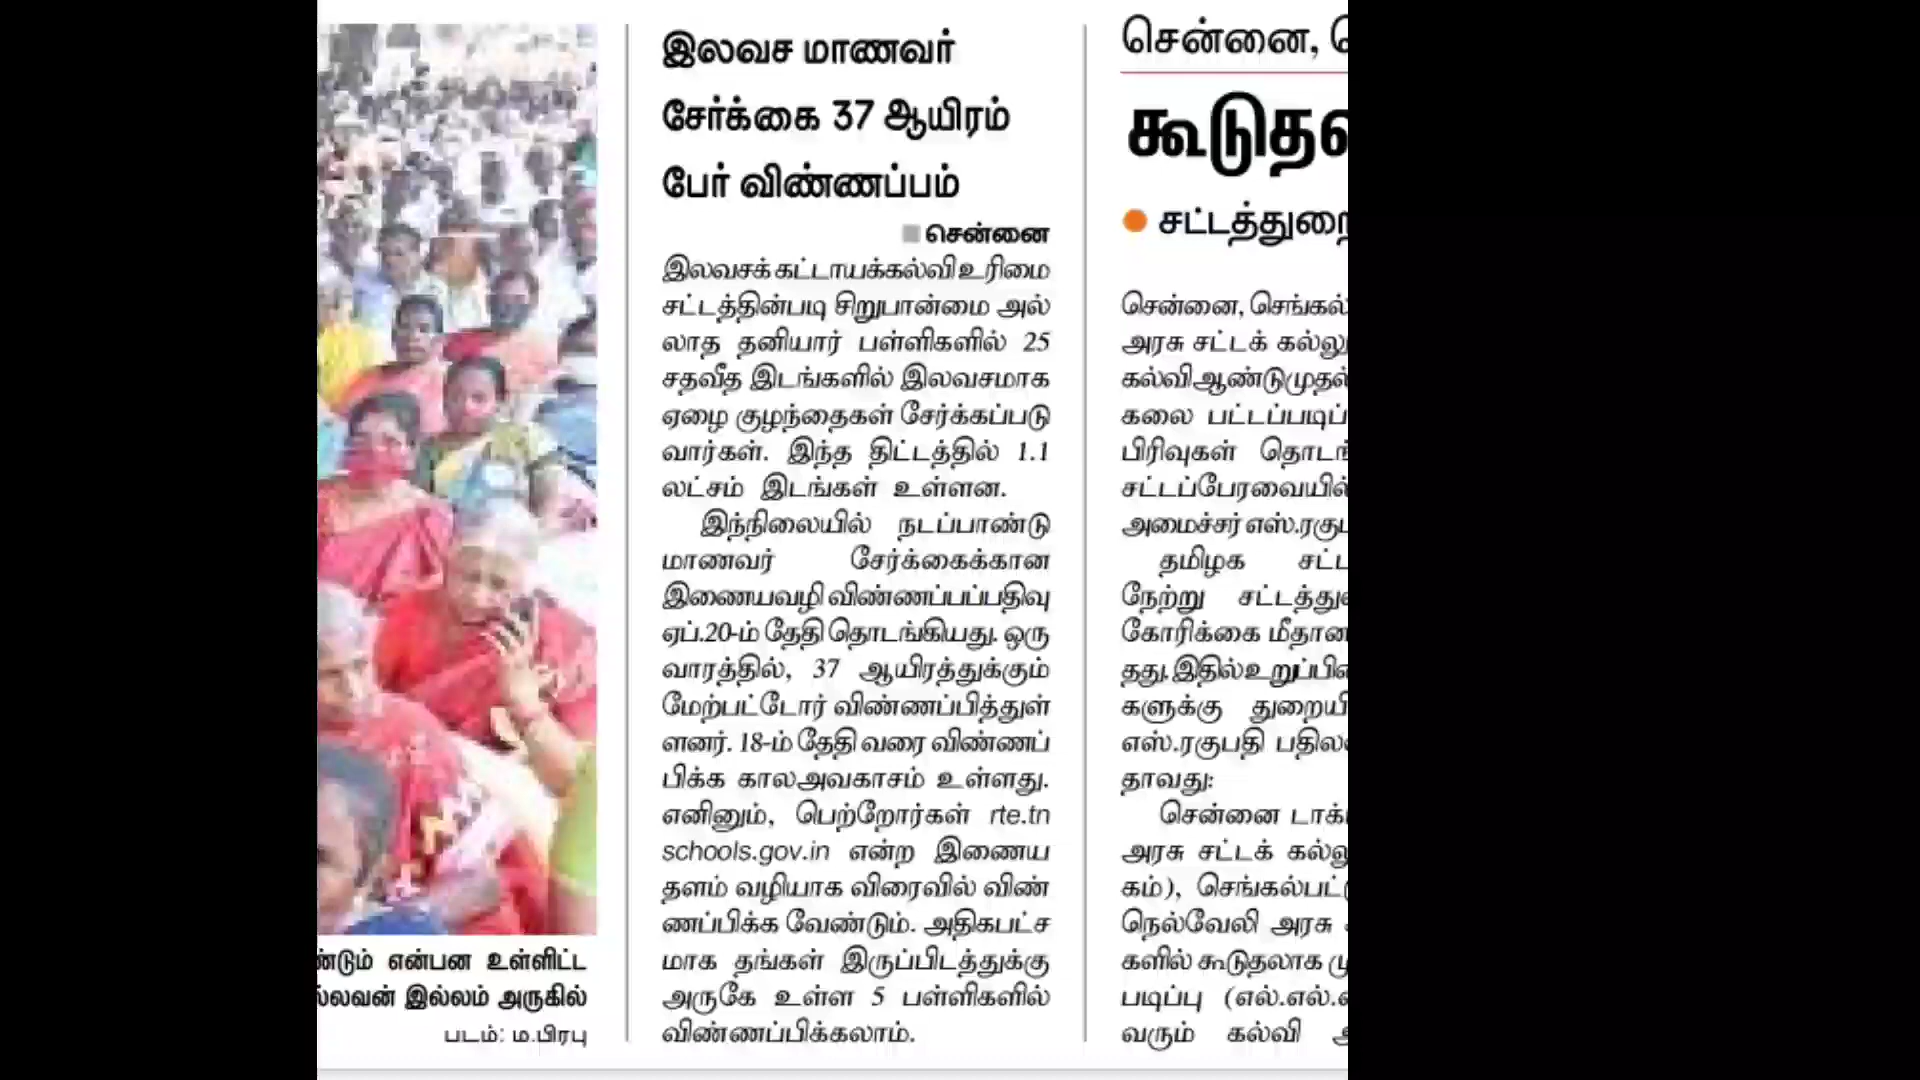 ண்டும் என்பன உள்ளிட்ட
ல்லவன் இல்லம் அருகில்
படம்: ம.பிரபு
இலவச மாணவர்
சேர்க்கை 37 ஆயிரம்
பேர் விண்ணப்பம்
சென்னை
இலவசக் கட்டாயக்கல்வி உரிமை
சட்டத்தின்படி சிறுபான்மை அல்
லாத தனியார் பள்ளிகளில் 25
சதவீத இடங்களில் இலவசமாக
ஏழை குழந்தைகள் சேர்க்கப்படு
வார்கள். இந்த திட்டத்தில் 1.1
லட்சம் இடங்கள் உள்ளன.
இந்நிலையில் நடப்பாண்டு
மாணவர் சேர்க்கைக்கான
இணையவழி விண்ணப்பப்பதிவு
ஏப்.20-ம் தேதி தொடங்கியது. ஒரு
வாரத்தில், 37 ஆயிரத்துக்கும்
மேற்பட்டோர் விண்ணப்பித்துள்
ளனர். 18-ம் தேதி வரை விண்ணப்
பிக்க காலஅவகாசம் உள்ளது.
எனினும், பெற்றோர்கள் rte.tn
schools.gov.in என்ற இணைய
தளம் வழியாக விரைவில் விண்
ணப்பிக்க வேண்டும். அதிகபட்ச
மாக தங்கள் இருப்பிடத்துக்கு
அருகே உள்ள 5 பள்ளிகளில்
விண்ணப்பிக்கலாம்.
சென்னை,
கூடுத
சட்டத்துறை
சென்னை, செங்கல்
அரசு சட்டக் கல்லூ
கல்வி ஆண்டு முதல்
கலை பட்டப்படிப்
பிரிவுகள் தொடங்
சட்டப்பேரவையில்
அமைச்சர் எஸ்.ரகுப
தமிழக சட்ட
நேற்று சட்டத்து
கோரிக்கை மீதான
தது. இதில் உறுப்பின
களுக்கு துறையி
எஸ்.ரகுபதி பதில
தாவது:
சென்னை டாக்
அரசு சட்டக் கல்லூ
கம்), செங்கல்பட்டு
நெல்வேலி அரசு
களில் கூடுதலாக மு
படிப்பு (எல்.எல்.
வரும் கல்வி